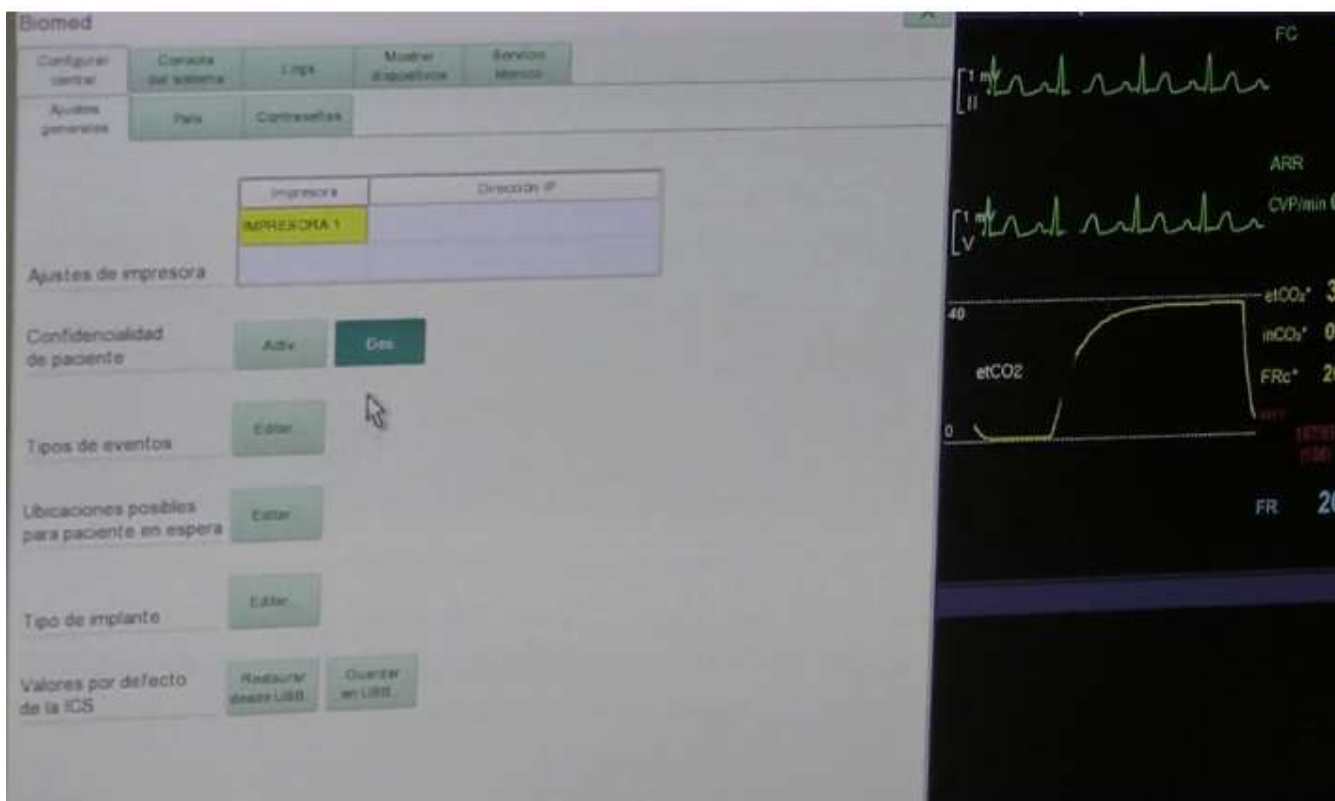 Biomed
Configurar central
Consola del sistema
Logs
Mostrar dispositivos
Servicio técnico
Ajustes generales
País
Contraseñas
Impresora
Dirección IP
IMPRESORA 1
Ajustes de impresora
Confidencialidad
de paciente
Activ.
Des.
Tipos de eventos
Editar...
Ubicaciones posibles
para paciente en espera
Editar...
Tipo de implante
Editar...
Valores por defecto
de la ICS
Restaurar
desde USB...
Guardar
en USB...
FC
1 mV
II
ARR
CVP/min
1 mV
V
40
etCO2
0
etCO₂*
inCO₂*
FRc*
FR